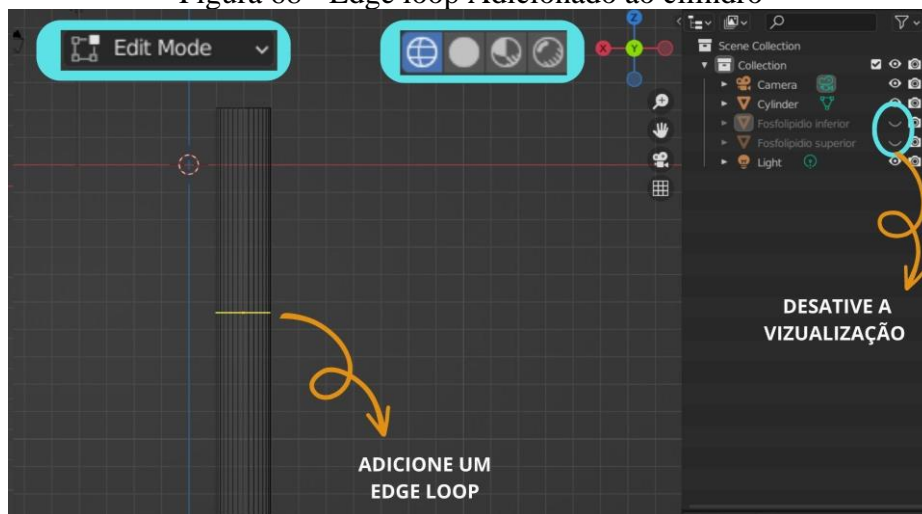 Figura 68 - Edge loop Adicionado ao cilindro
Edit Mode
Z
X
Y
Scene Collection
Collection
Camera
Cylinder
Fosfolipidio inferior
Fosfolipidio superior
Light
DESATIVE A
VIZUALIZAÇÃO
ADICIONE UM
EDGE LOOP